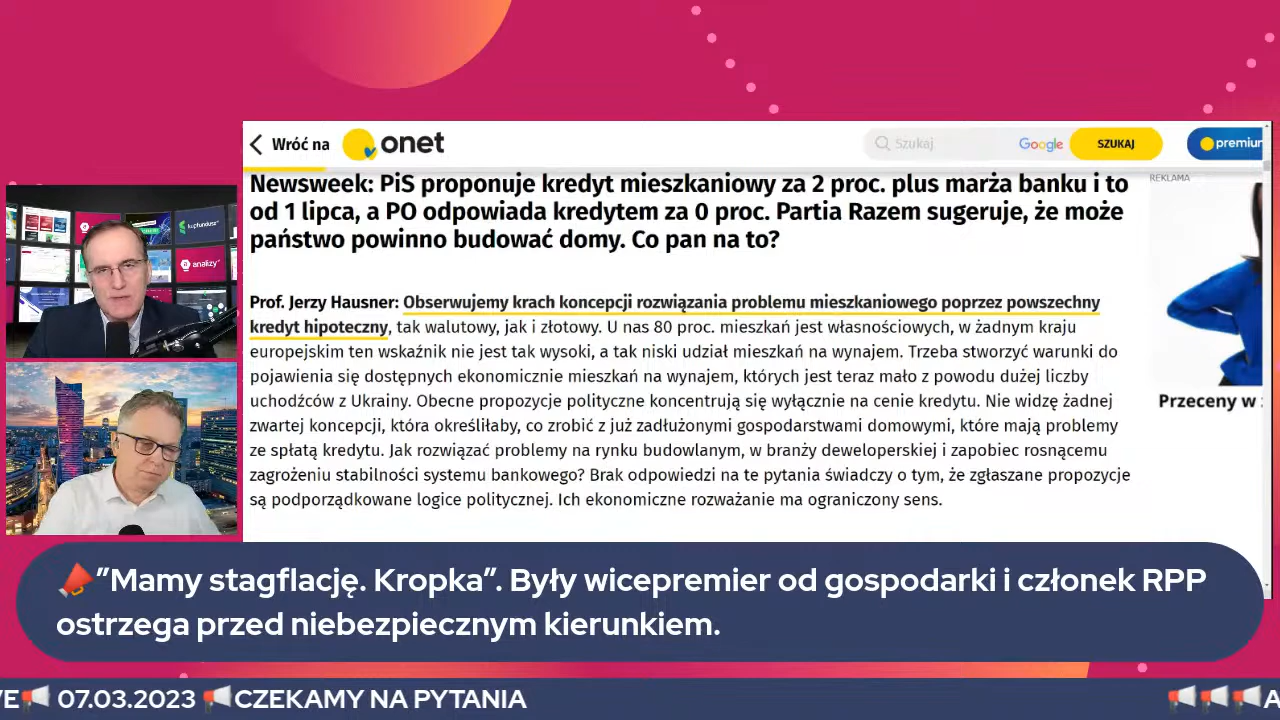 Wróć na
onet
Szukaj
Google
SZUKAJ
premium
Newsweek: PiS proponuje kredyt mieszkaniowy za 2 proc. plus marża banku i to
od 1 lipca, a PO odpowiada kredytem za 0 proc. Partia Razem sugeruje, że może
państwo powinno budować domy. Co pan na to?
REKLAMA
Prof. Jerzy Hausner: Obserwujemy krach koncepcji rozwiązania problemu mieszkaniowego poprzez powszechny
kredyt hipoteczny, tak walutowy, jak i złotowy. U nas 80 proc. mieszkań jest własnościowych, w żadnym kraju
europejskim ten wskaźnik nie jest tak wysoki, a tak niski udział mieszkań na wynajem. Trzeba stworzyć warunki do
pojawienia się dostępnych ekonomicznie mieszkań na wynajem, których jest teraz mało z powodu dużej liczby
uchodźców z Ukrainy. Obecne propozycje polityczne koncentrują się wyłącznie na cenie kredytu. Nie widzę żadnej
zwartej koncepcji, która określiłaby, co zrobić z już zadłużonymi gospodarstwami domowymi, które mają problemy
ze spłatą kredytu. Jak rozwiązać problemy na rynku budowlanym, w branży deweloperskiej i zapobiec rosnącemu
zagrożeniu stabilności systemu bankowego? Brak odpowiedzi na te pytania świadczy o tym, że zgłaszane propozycje
są podporządkowane logice politycznej. Ich ekonomiczne rozważanie ma ograniczony sens.
Przeceny w
kupfundusz
analizy
"Mamy stagflację. Kropka". Były wicepremier od gospodarki i członek RPP
ostrzega przed niebezpiecznym kierunkiem.
VE 07.03.2023 CZEKAMY NA PYTANIA
A